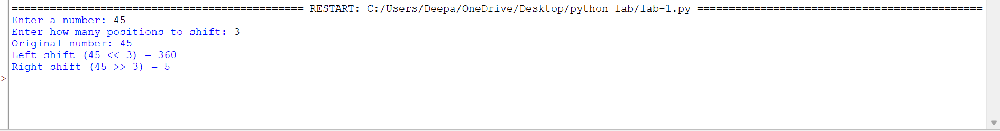 ============================================== RESTART: C:/Users/Deepa/OneDrive/Desktop/python lab/lab-1.py =============================================
Enter a number: 45
Enter how many positions to shift: 3
Original number: 45
Left shift (45 << 3) = 360
Right shift (45 >> 3) = 5
>